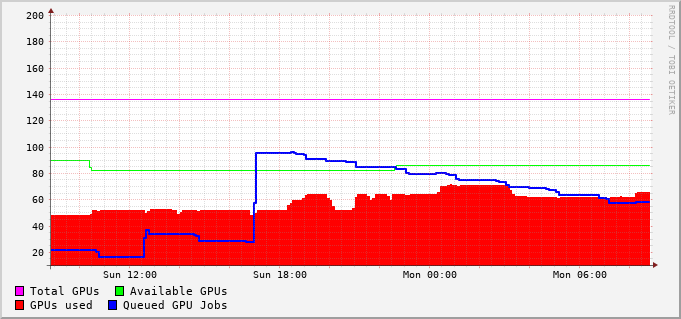 200
180
160
140
120
100
80
60
40
20
Sun 12:00 Sun 18:00 Mon 00:00 Mon 06:00
Total GPUs Available GPUs
GPUs used Queued GPU Jobs
RRDTOOL / TOBI OETIKER